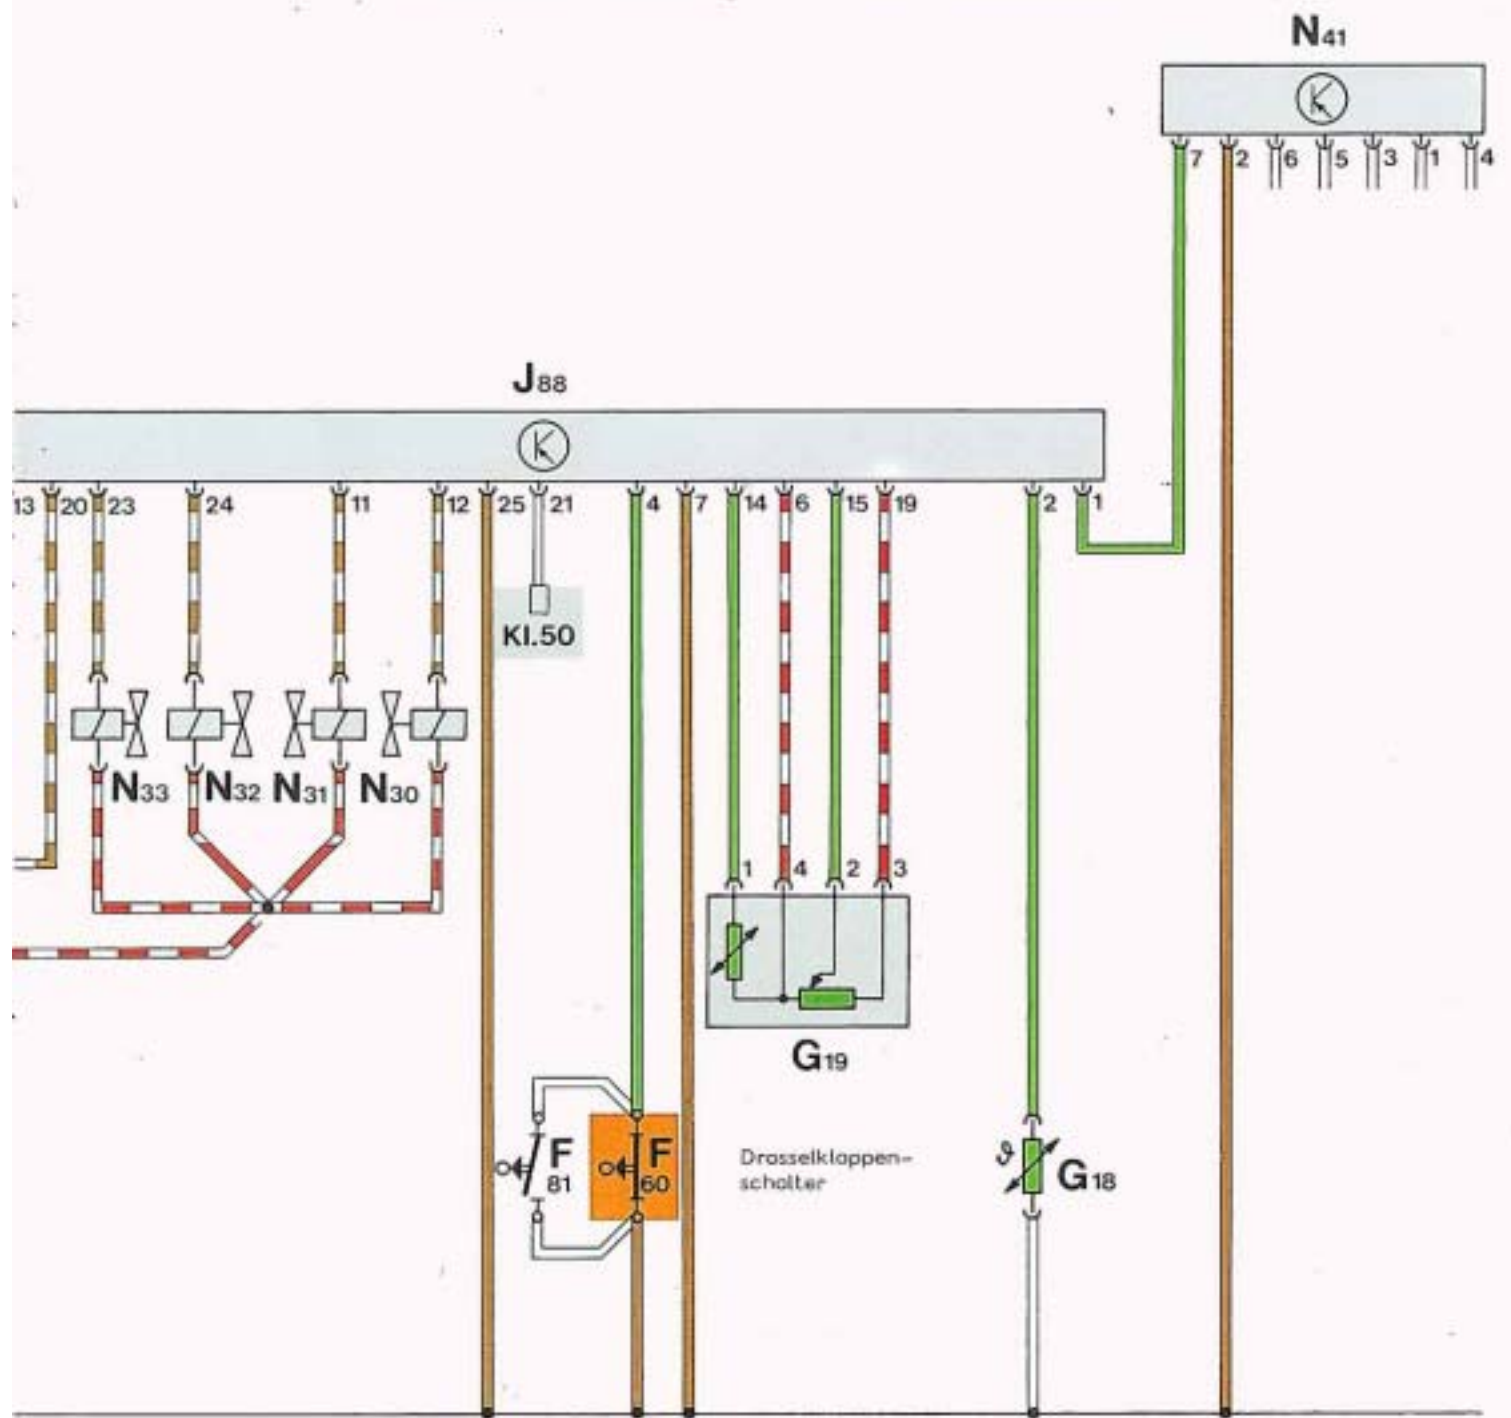 N41
7 2 6 5 3 1 4
J88
13 20 23 24 11 12 25 21 4 7 14 6 15 19 2 1
Kl.50
N33 N32 N31 N30
1 4 2 3
G19
F
81
F
60
Drosselklappen-
schalter
G18